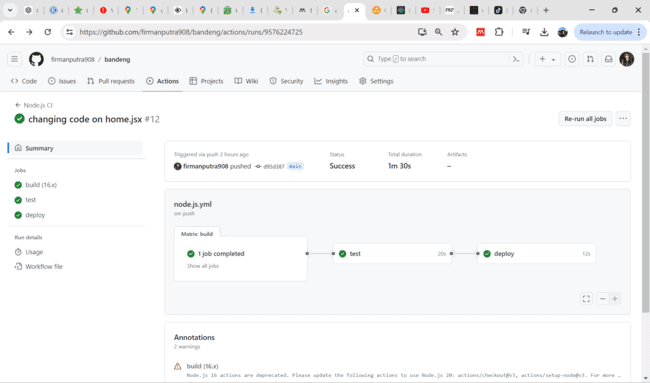 https://github.com/firmanputra908/bandeng/actions/runs/9576224725
Relaunch to update
firmanputra908 / bandeng
Type / to search
Code
Issues
Pull requests
Actions
Projects
Wiki
Security
Insights
Settings
Node.js CI
changing code on home.jsx #12
Re-run all jobs
Summary
Jobs
build (16.x)
test
deploy
Run details
Usage
Workflow file
Triggered via push 2 hours ago
firmanputra908 pushed d95d387 main
Status
Success
Total duration
1m 30s
Artifacts
–
node.js.yml
on: push
Matrix: build
1 job completed
Show all jobs
test 20s
deploy 12s
Annotations
2 warnings
build (16.x)
Node.js 16 actions are deprecated. Please update the following actions to use Node.js 20: actions/checkout@v3, actions/setup-node@v3. For more …